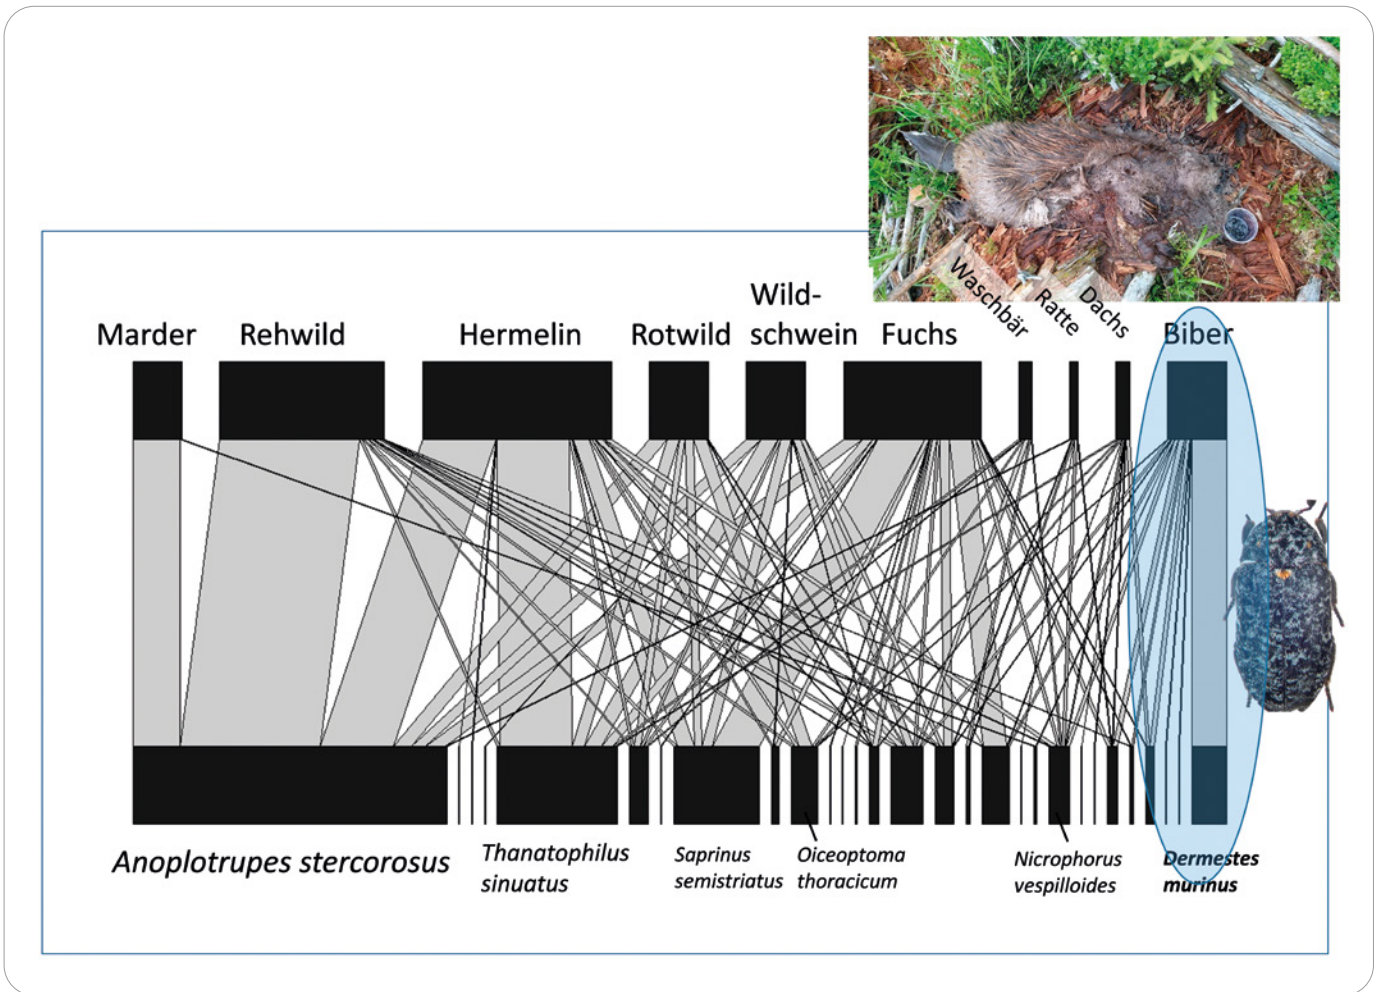 Marder
Rehwild
Hermelin
Rotwild
Wild-
schwein
Fuchs
Waschbär
Ratte
Dachs
Biber
Anoplotrupes stercorosus
Thanatophilus
sinuatus
Saprinus
semistriatus
Oiceoptoma
thoracicum
Nicrophorus
vespilloides
Dermestes
murinus